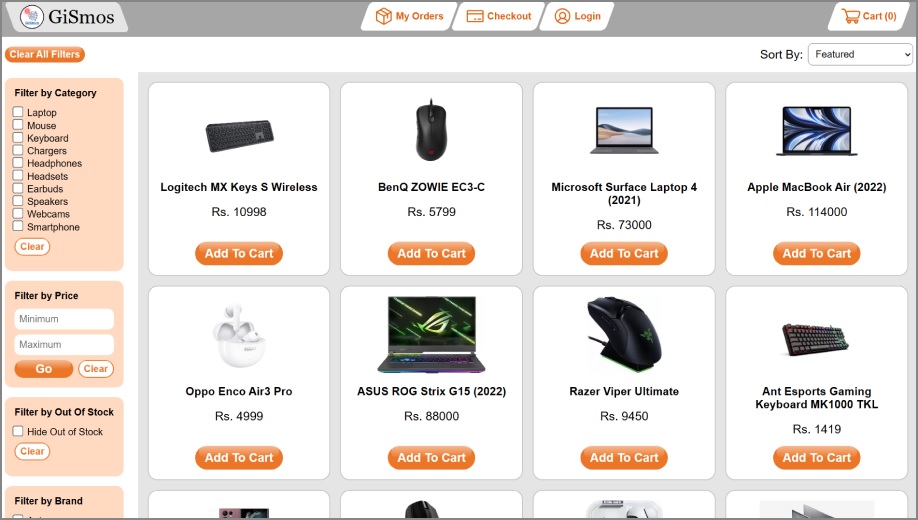 GiSmos
My Orders
Checkout
Login
Cart (0)
Clear All Filters
Sort By:
Featured
Filter by Category
Laptop
Mouse
Keyboard
Chargers
Headphones
Headsets
Earbuds
Speakers
Webcams
Smartphone
Clear
Filter by Price
Minimum
Maximum
Go
Clear
Filter by Out Of Stock
Hide Out of Stock
Clear
Filter by Brand
Logitech MX Keys S Wireless
Rs. 10998
Add To Cart
BenQ ZOWIE EC3-C
Rs. 5799
Add To Cart
Microsoft Surface Laptop 4
(2021)
Rs. 73000
Add To Cart
Apple MacBook Air (2022)
Rs. 114000
Add To Cart
Oppo Enco Air3 Pro
Rs. 4999
Add To Cart
ASUS ROG Strix G15 (2022)
Rs. 88000
Add To Cart
Razer Viper Ultimate
Rs. 9450
Add To Cart
Ant Esports Gaming
Keyboard MK1000 TKL
Rs. 1419
Add To Cart